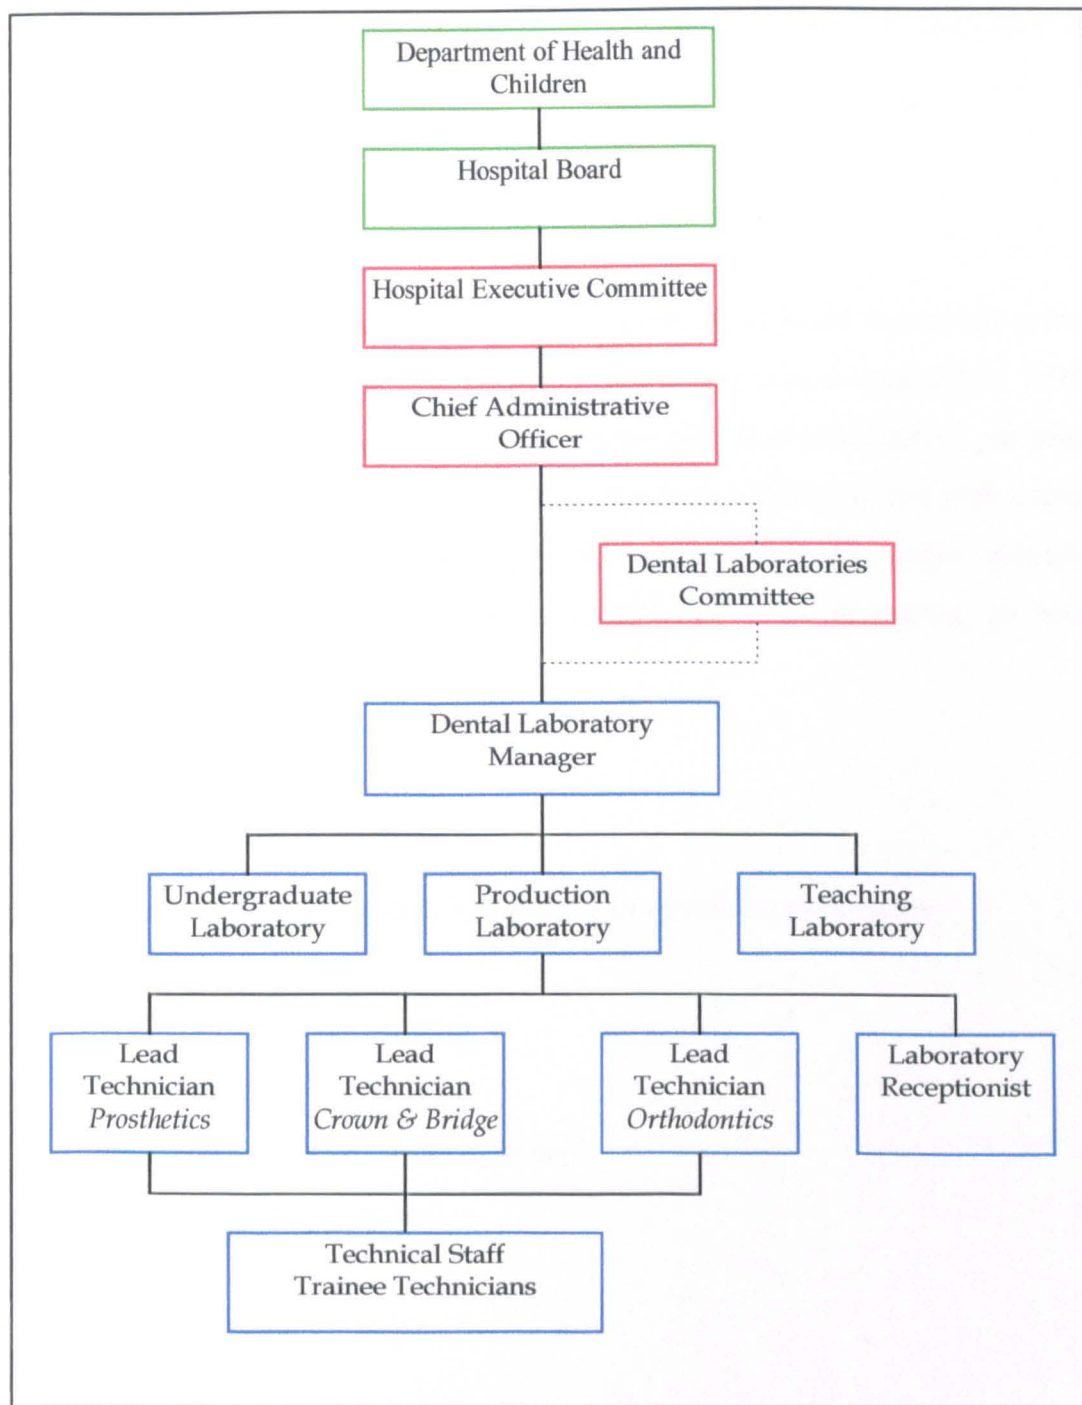 Department of Health and
Children
Hospital Board
Hospital Executive Committee
Chief Administrative
Officer
Dental Laboratories
Committee
Dental Laboratory
Manager
Undergraduate
Laboratory
Production
Laboratory
Teaching
Laboratory
Lead
Technician
Prosthetics
Lead
Technician
Crown & Bridge
Lead
Technician
Orthodontics
Laboratory
Receptionist
Technical Staff
Trainee Technicians